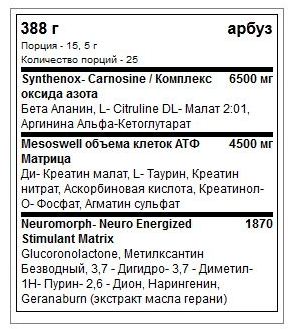 388 г арбуз
Порция - 15, 5 г
Количество порций - 25
Synthenox- Carnosine / Комплекс 6500 мг
оксида азота
Бета Аланин, L- Citruline DL- Малат 2:01,
Аргинина Альфа-Кетоглутарат
Mesoswell объема клеток АТФ 4500 мг
Матрица
Ди- Креатин малат, L- Таурин, Креатин
нитрат, Аскорбиновая кислота, Креатинол-
О- Фосфат, Агматин сульфат
Neuromorph- Neuro Energized 1870
Stimulant Matrix
Glucoronolactone, Метилксантин
Безводный, 3,7 - Дигидро- 3,7 - Диметил-
1Н- Пурин- 2,6 - Дион, Нарингенин,
Geranaburn (экстракт масла герани)